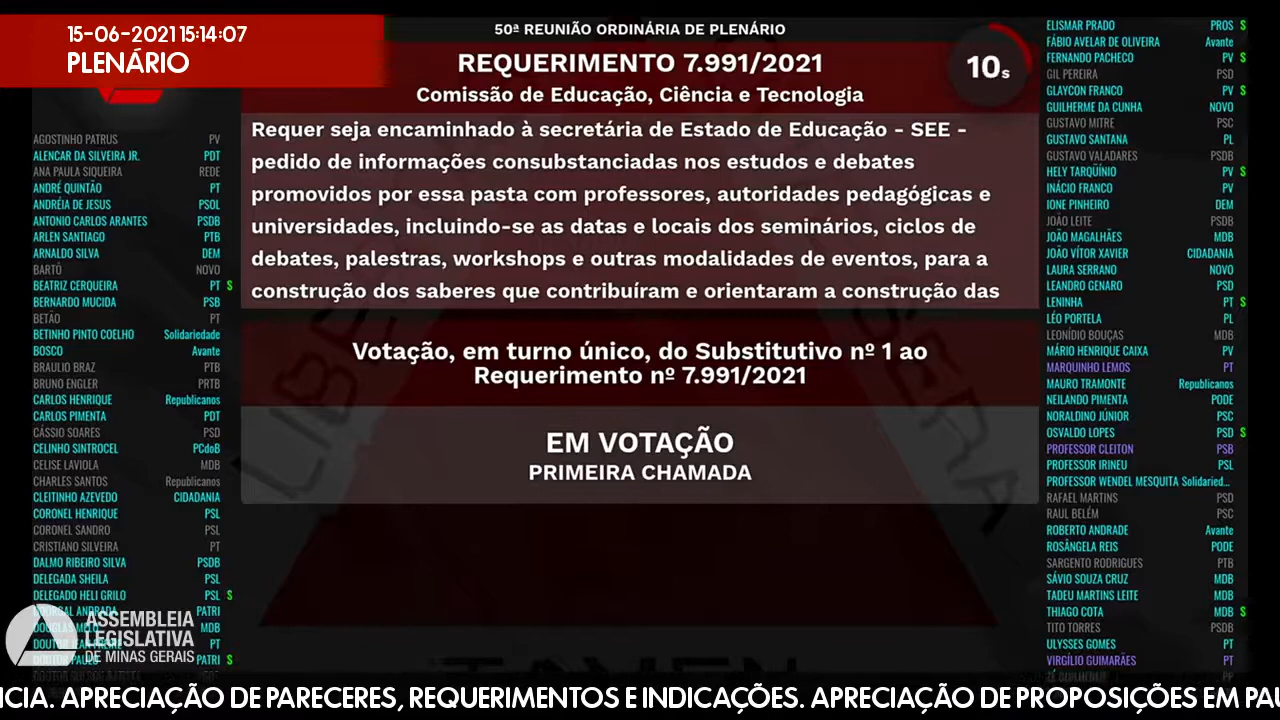 15-06-2021 15:14:07
PLENÁRIO
50ª REUNIÃO ORDINÁRIA DE PLENÁRIO
REQUERIMENTO 7.991/2021
Comissão de Educação, Ciência e Tecnologia
10s
Requer seja encaminhado à secretária de Estado de Educação - SEE -
pedido de informações consubstanciadas nos estudos e debates
promovidos por essa pasta com professores, autoridades pedagógicas e
universidades, incluindo-se as datas e locais dos seminários, ciclos de
debates, palestras, workshops e outras modalidades de eventos, para a
construção dos saberes que contribuíram e orientaram a construção das
Votação, em turno único, do Substitutivo nº 1 ao
Requerimento nº 7.991/2021
EM VOTAÇÃO
PRIMEIRA CHAMADA
AGOSTINHO PATRUS PV
ALENCAR DA SILVEIRA JR. PDT
ANA PAULA SIQUEIRA REDE
ANDRÉ QUINTÃO PT
ANDRÉIA DE JESUS PSOL
ANTONIO CARLOS ARANTES PSDB
ARLEN SANTIAGO PTB
ARNALDO SILVA DEM
BARTÔ NOVO
BEATRIZ CERQUEIRA PT $
BERNARDO MUCIDA PSB
BETÃO PT
BETINHO PINTO COELHO Solidariedade
BOSCO Avante
BRAULIO BRAZ PTB
BRUNO ENGLER PRTB
CARLOS HENRIQUE Republicanos
CARLOS PIMENTA PDT
CÁSSIO SOARES PSD
CELINHO SINTROCEL PCdoB
CELISE LAVIOLA MDB
CHARLES SANTOS Republicanos
CLEITINHO AZEVEDO CIDADANIA
CORONEL HENRIQUE PSL
CORONEL SANDRO PSL
CRISTIANO SILVEIRA PT
DALMO RIBEIRO SILVA PSDB
DELEGADA SHEILA PSL
DELEGADO HELI GRILO PSL $
ANDRADA PATRI
DOUGLAS MELO MDB
DOUTOR JEAN FREIRE PT
DOUTOR PAULO PATRI $
ELISMAR PRADO PROS $
FÁBIO AVELAR DE OLIVEIRA Avante
FERNANDO PACHECO PV $
GIL PEREIRA PSD
GLAYCON FRANCO PV $
GUILHERME DA CUNHA NOVO
GUSTAVO MITRE PSC
GUSTAVO SANTANA PL
GUSTAVO VALADARES PSDB
HELY TARQÜÍNIO PV $
INÁCIO FRANCO PV
IONE PINHEIRO DEM
JOÃO LEITE PSDB
JOÃO MAGALHÃES MDB
JOÃO VÍTOR XAVIER CIDADANIA
LAURA SERRANO NOVO
LEANDRO GENARO PSD
LENINHA PT $
LÉO PORTELA PL
LEONÍDIO BOUÇAS MDB
MÁRIO HENRIQUE CAIXA PV
MARQUINHO LEMOS PT
MAURO TRAMONTE Republicanos
NEILANDO PIMENTA PODE
NORALDINO JÚNIOR PSC
OSVALDO LOPES PSD $
PROFESSOR CLEITON PSB
PROFESSOR IRINEU PSL
PROFESSOR WENDEL MESQUITA Solidaried...
RAFAEL MARTINS PSD
RAUL BELÉM PSC
ROBERTO ANDRADE Avante
ROSÂNGELA REIS PODE
SARGENTO RODRIGUES PTB
SÁVIO SOUZA CRUZ MDB
TADEU MARTINS LEITE MDB
THIAGO COTA MDB $
TITO TORRES PSDB
ULYSSES GOMES PT
VIRGÍLIO GUIMARÃES PT
ASSEMBLEIA
LEGISLATIVA
DE MINAS GERAIS
NCIA. APRECIAÇÃO DE PARECERES, REQUERIMENTOS E INDICAÇÕES. APRECIAÇÃO DE PROPOSIÇÕES EM PAU